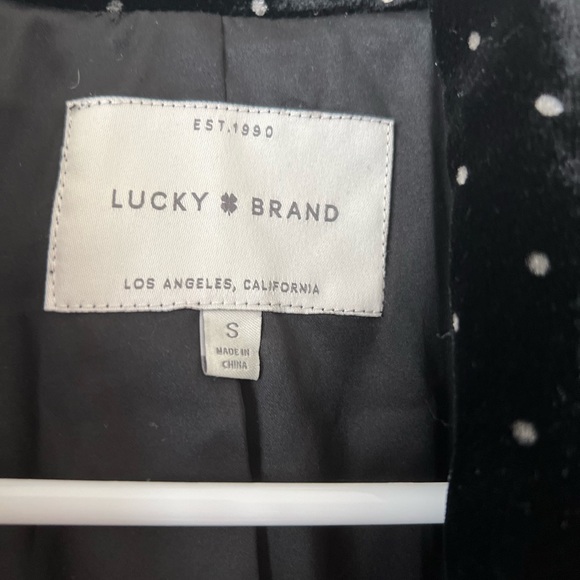 EST.1990
LUCKY BRAND
LOS ANGELES, CALIFORNIA
S
MADE IN
CHINA